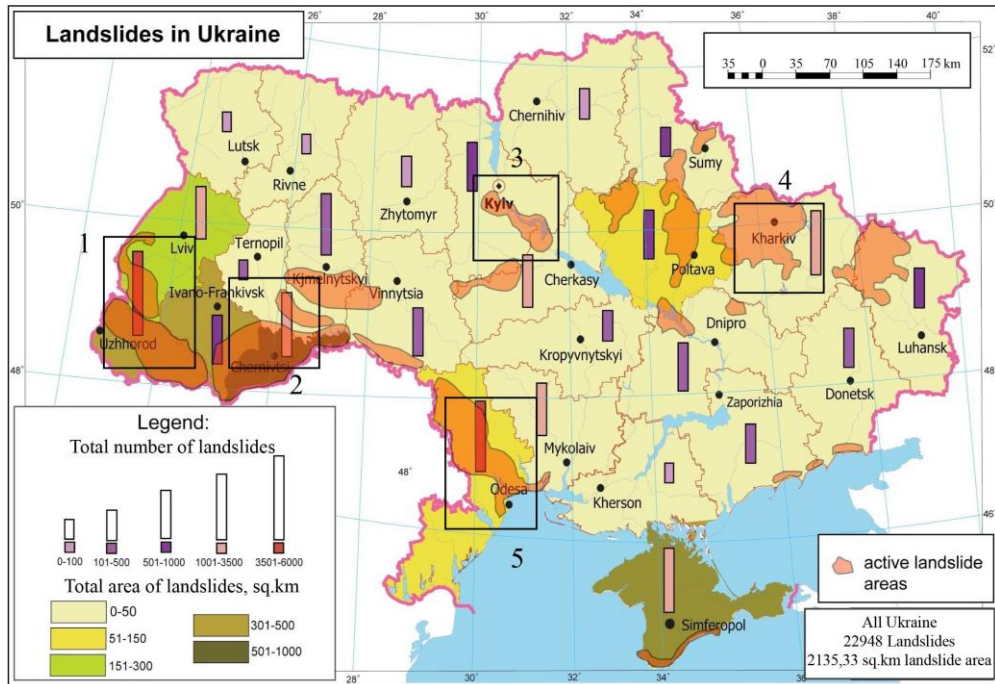 Landslides in Ukraine
26° 28° 30° 32° 34° 36° 38° 40°
35 0 35 70 105 140 175 km
Chernihiv
Lutsk
Rivne
Sumy
3
4
50°
50°
Zhytomyr
Kyiv
Kharkiv
1
Lviv
Ternopil
Kjmelnytskyi
Vinnytsia
Cherkasy
Poltava
Ivano-Frankivsk
Uzhhorod
Chernivtsi
2
Dnipro
Luhansk
Kropyvnytskyi
48°
Donetsk
Zaporizhia
Mykolaiv
48°
Odesa
Kherson
46°
5
Simferopol
Legend:
Total number of landslides
0-100 101-500 501-1000 1001-3500 3501-6000
Total area of landslides, sq.km
0-50
51-150
151-300
301-500
501-1000
active landslide
areas
All Ukraine
22948 Landslides
2135,33 sq.km landslide area
28° 30° 32° 34° 36°